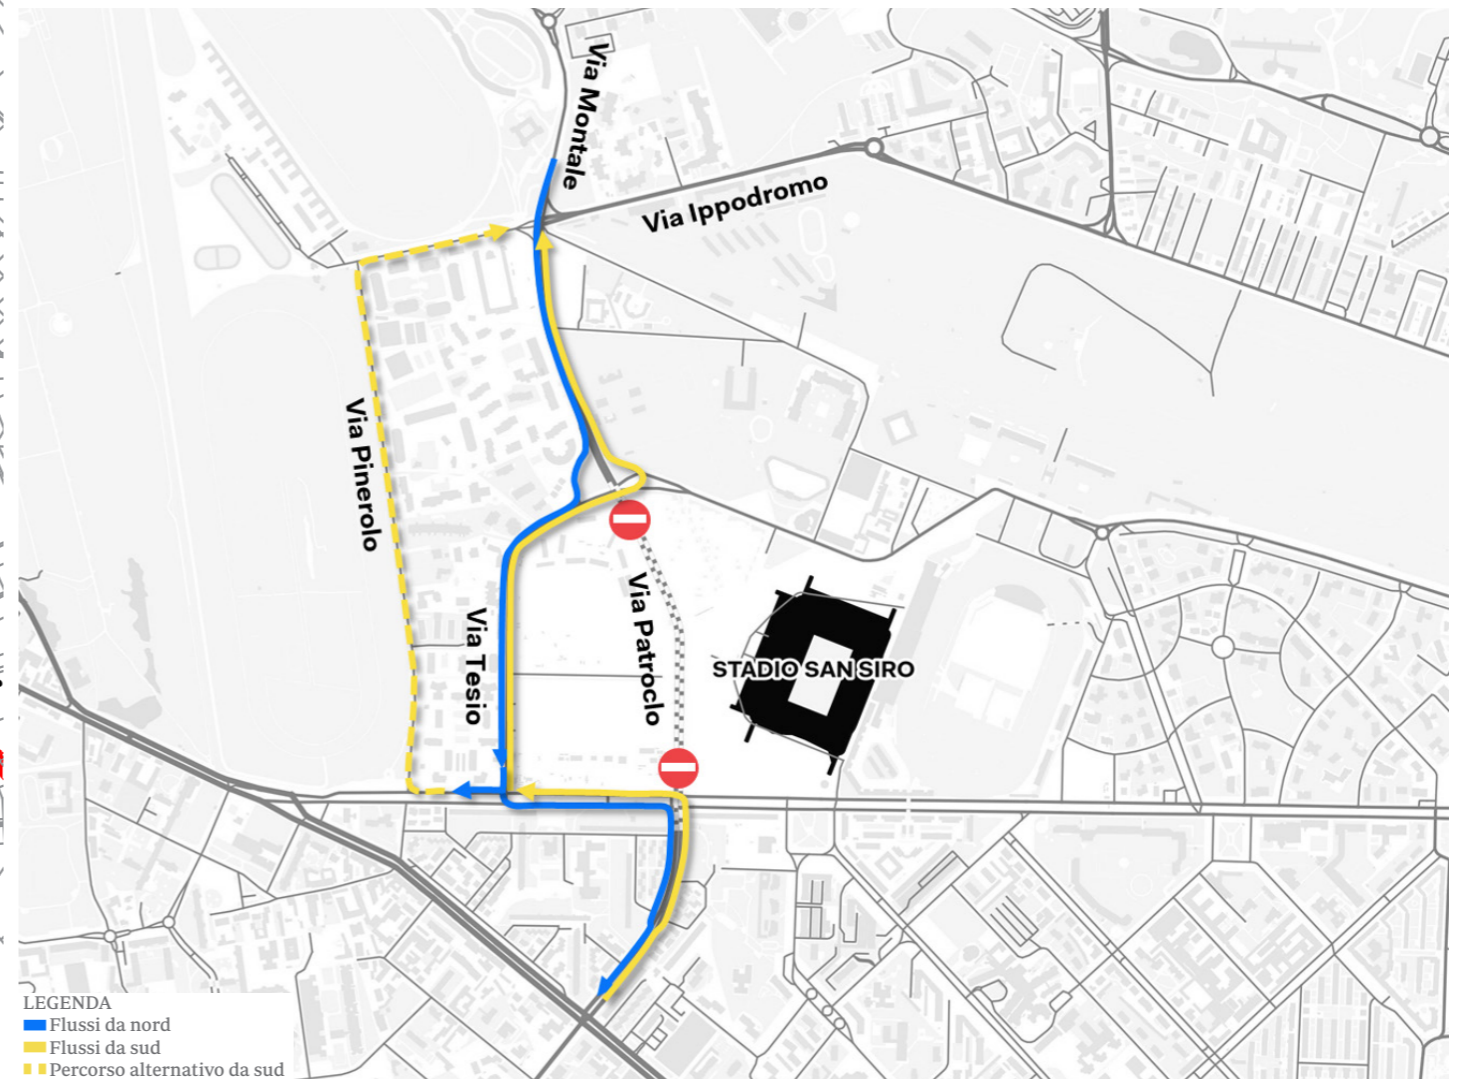 Via Montale
Via Ippodromo
Via Pinerolo
Via Tesio
Via Patroclo
STADIO SAN SIRO
LEGENDA
Flussi da nord
Flussi da sud
Percorso alternativo da sud